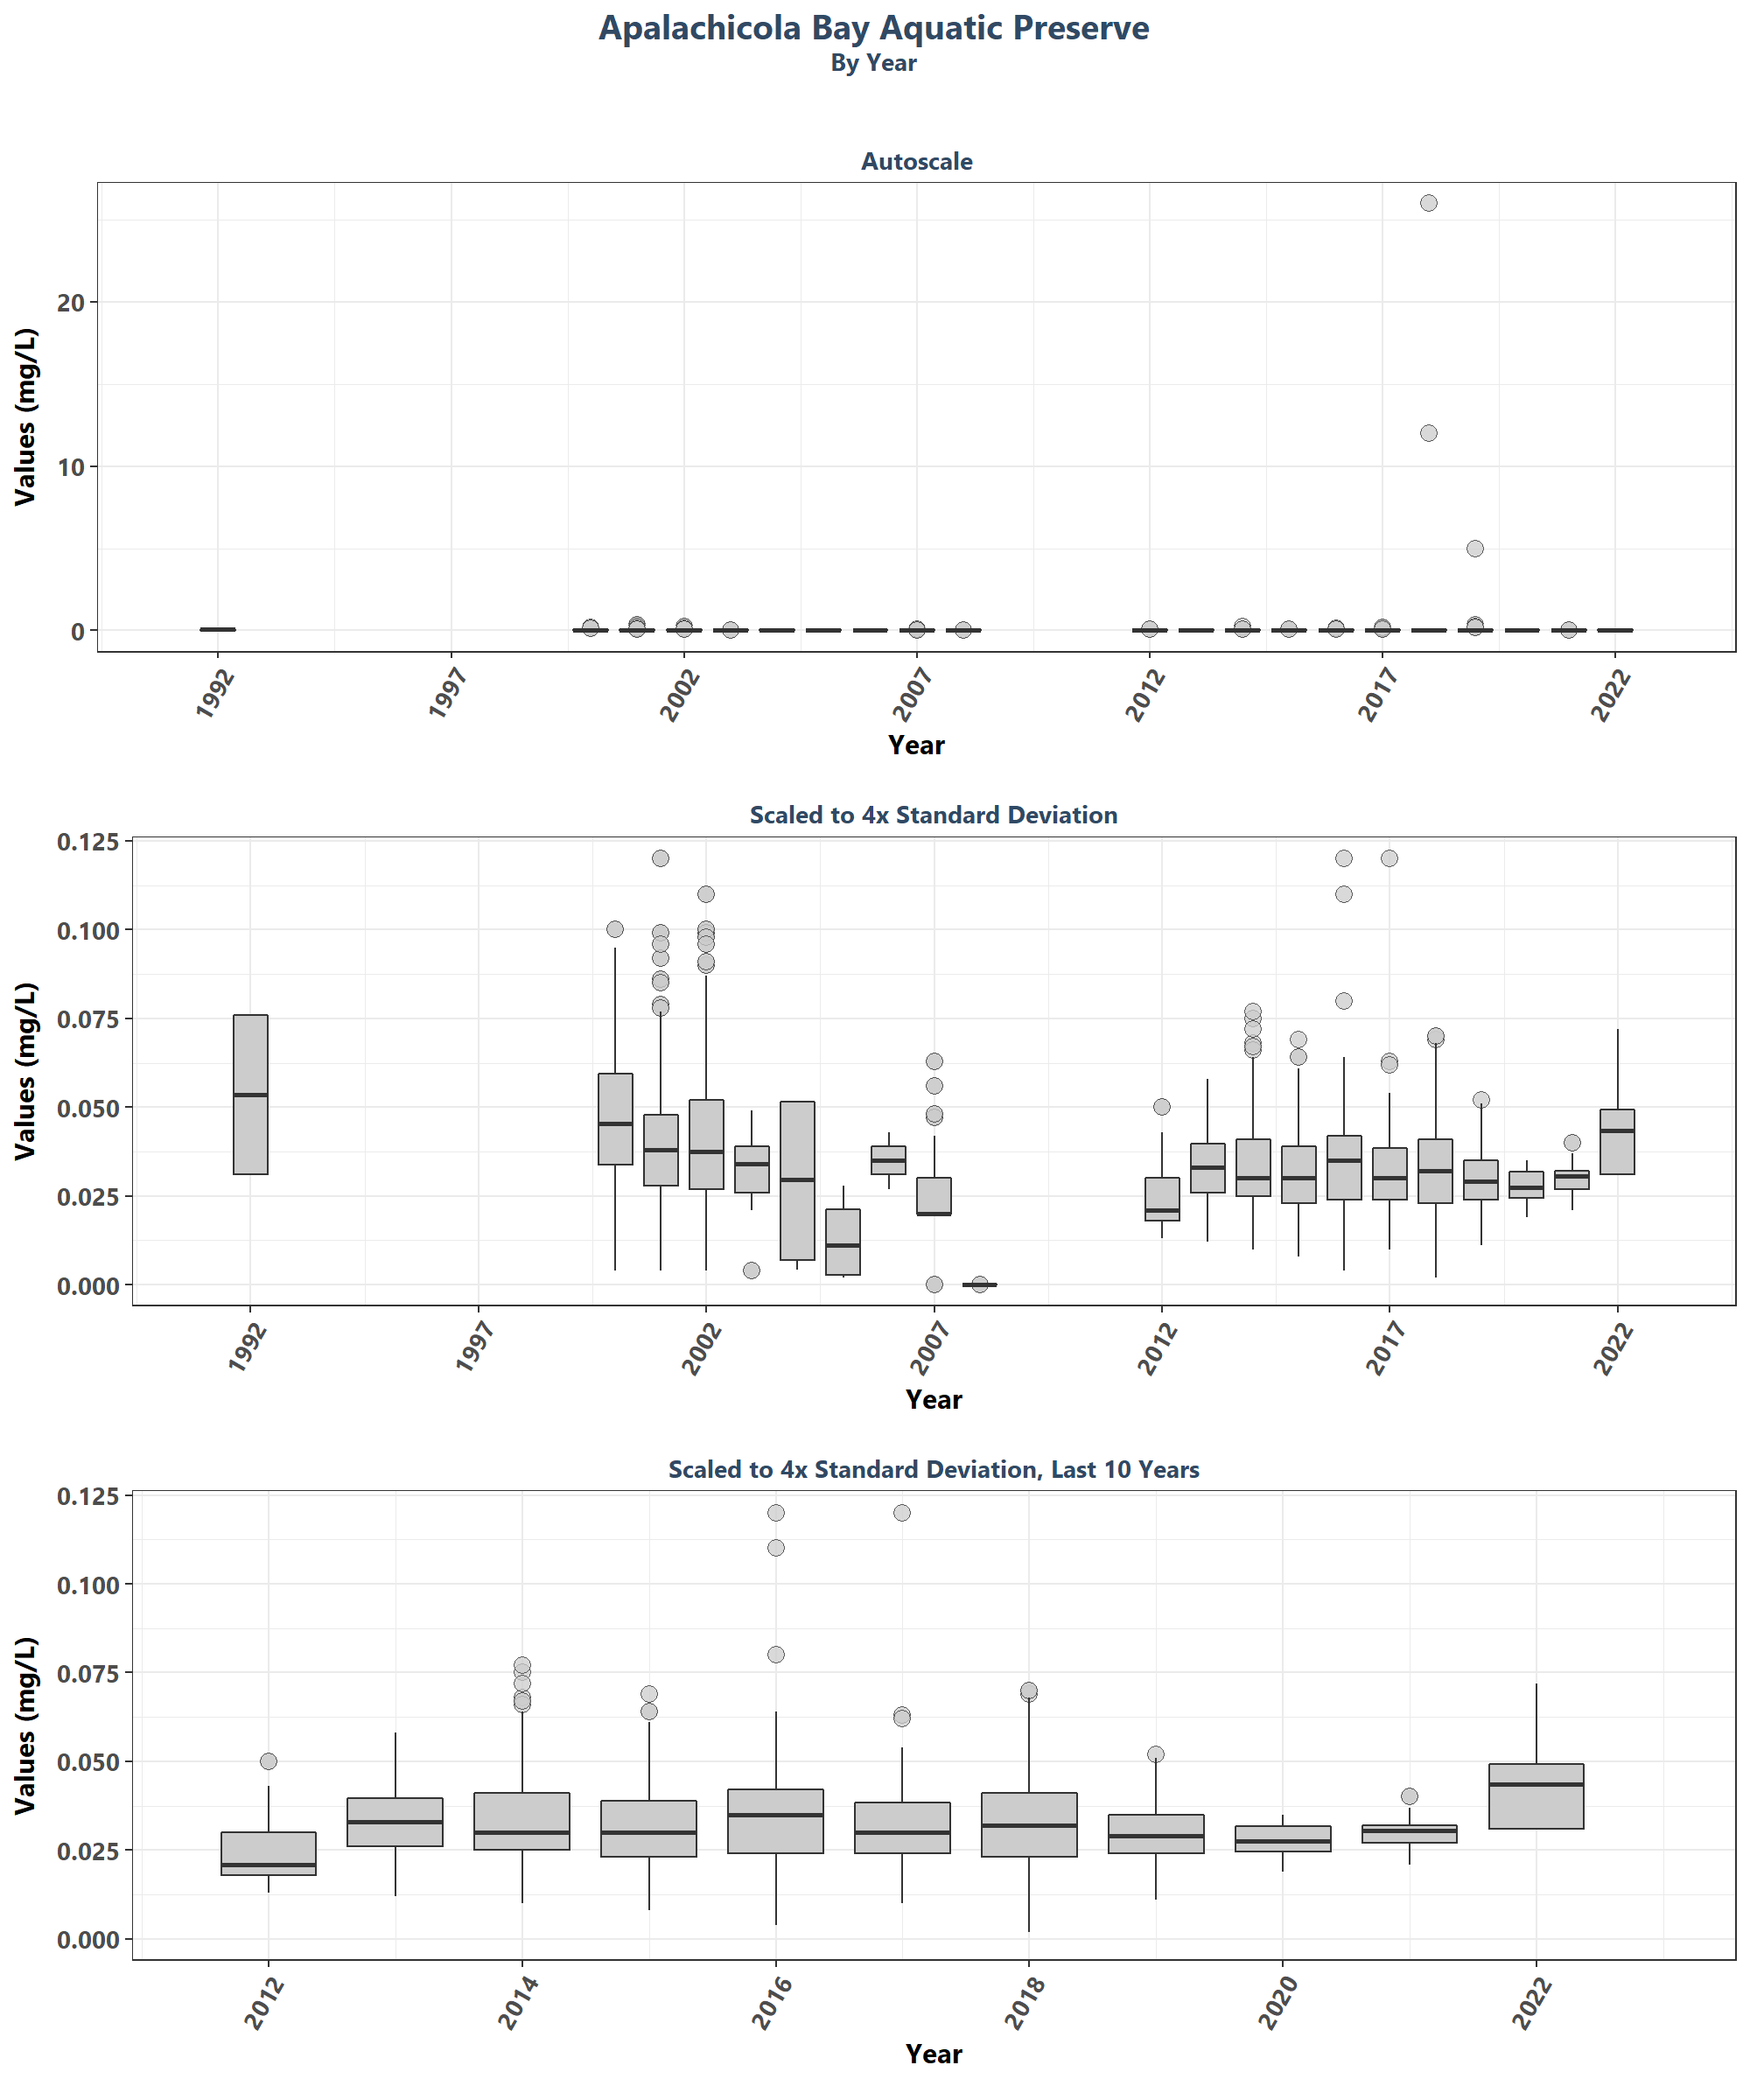 Apalachicola Bay Aquatic Preserve
By Year
Autoscale
Values (mg/L)
20
10
0
1992 1997 2002 2007 2012 2017 2022
Year
Scaled to 4x Standard Deviation
Values (mg/L)
0.125
0.100
0.075
0.050
0.025
0.000
1992 1997 2002 2007 2012 2017 2022
Year
Scaled to 4x Standard Deviation, Last 10 Years
Values (mg/L)
0.125
0.100
0.075
0.050
0.025
0.000
2012 2014 2016 2018 2020 2022
Year